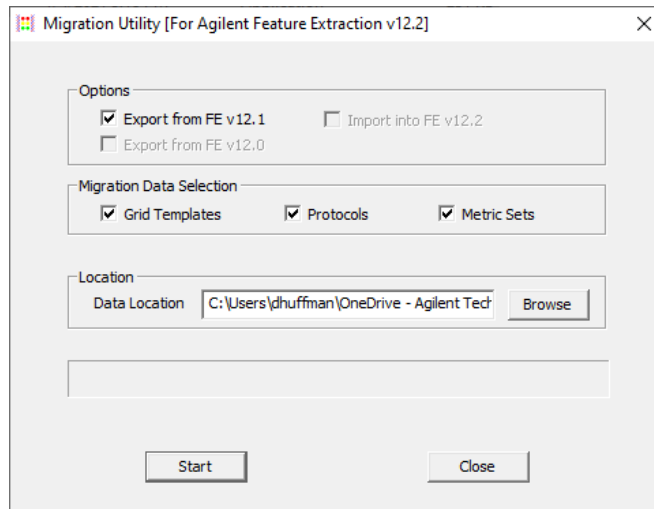 Migration Utility [For Agilent Feature Extraction v12.2]
Options
Export from FE v12.1
Import into FE v12.2
Export from FE v12.0
Migration Data Selection
Grid Templates
Protocols
Metric Sets
Location
Data Location
C:\Users\dhuffman\OneDrive - Agilent Tech
Browse
Start
Close